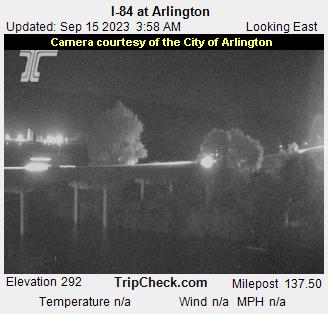 I-84 at Arlington
Updated: Sep 15 2023 3:58 AM Looking East
Camera courtesy of the City of Arlington
Elevation 292 TripCheck.com Milepost 137.50
Temperature n/a Wind n/a MPH n/a